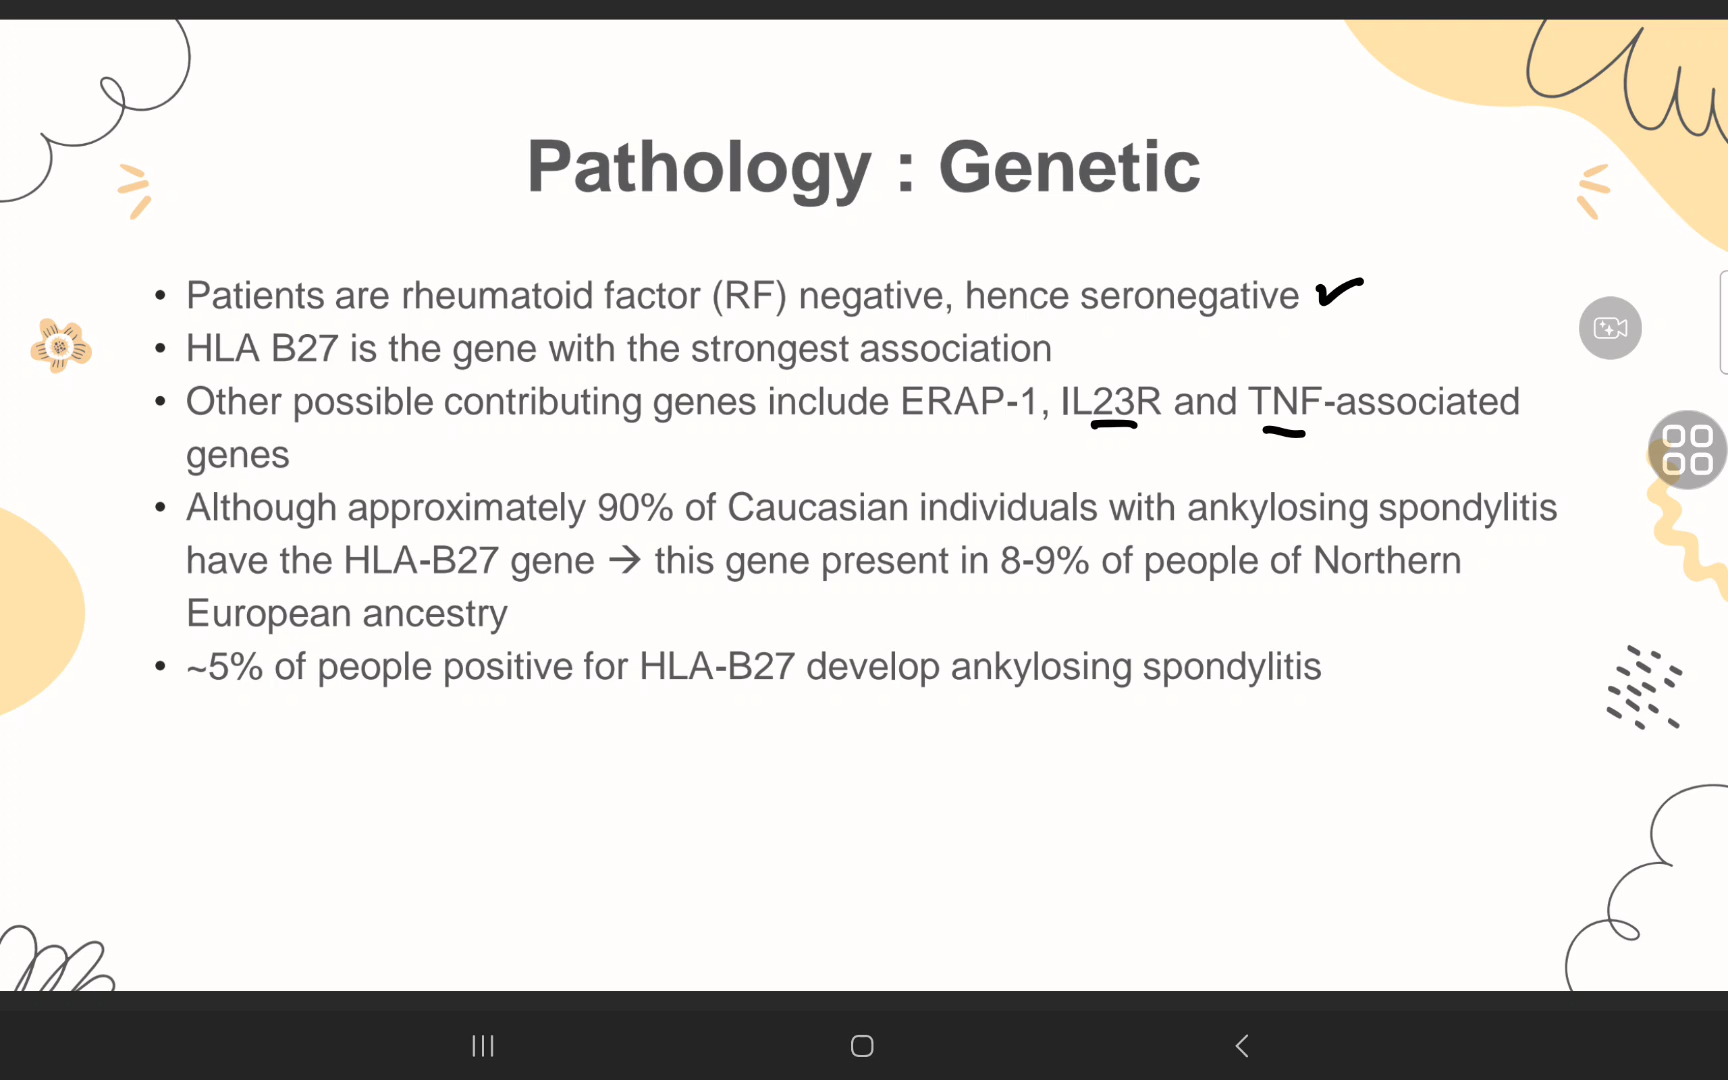 Pathology : Genetic
• Patients are rheumatoid factor (RF) negative, hence seronegative ✓
• HLA B27 is the gene with the strongest association
• Other possible contributing genes include ERAP-1, IL23R and TNF-associated
genes
• Although approximately 90% of Caucasian individuals with ankylosing spondylitis
have the HLA-B27 gene → this gene present in 8-9% of people of Northern
European ancestry
• ~5% of people positive for HLA-B27 develop ankylosing spondylitis